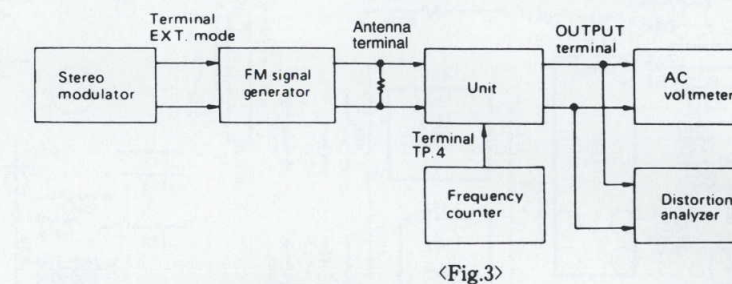 Terminal
EXT. mode
Antenna
terminal
OUTPUT
terminal
Stereo
modulator
FM signal
generator
Unit
AC
voltmeter
Terminal
TP.4
Frequency
counter
Distortion
analyzer
<Fig.3>